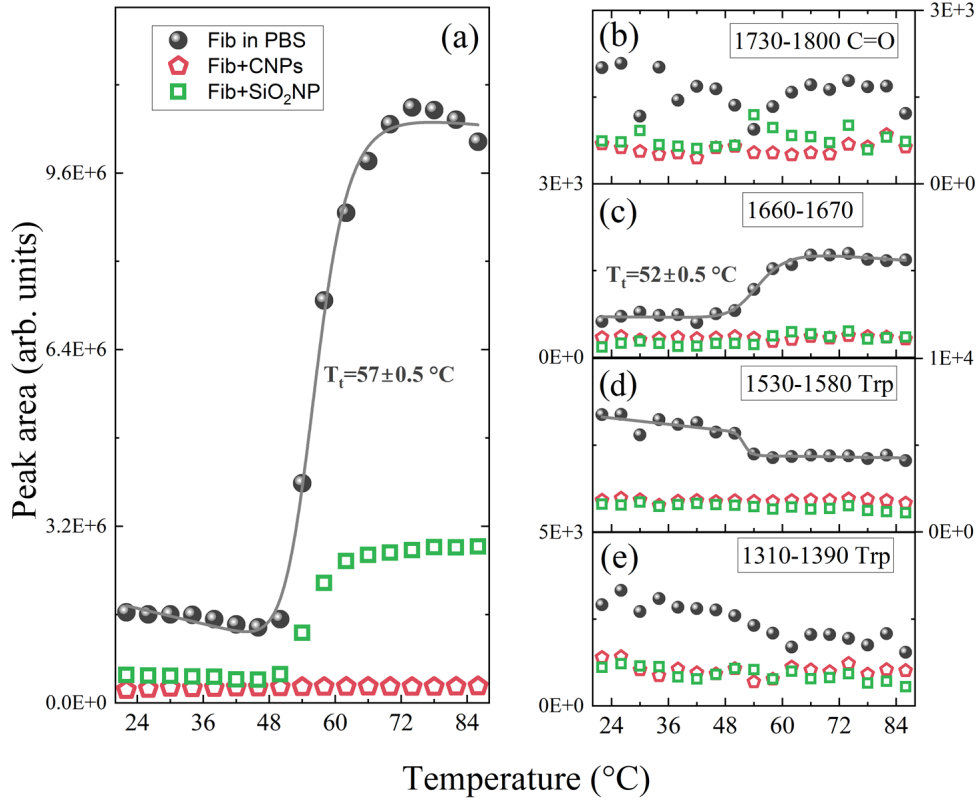 (a)
Fib in PBS
Fib+CNPs
Fib+SiO₂NP
9.6E+6
6.4E+6
3.2E+6
0.0E+0
Tₜ=57±0.5 °C
Peak area (arb. units)
24 36 48 60 72 84
(b)
1730-1800 C=O
3E+3
0E+0
(c)
1660-1670
3E+3
Tₜ=52±0.5 °C
0E+0
(d)
1530-1580 Trp
1E+4
0E+0
(e)
1310-1390 Trp
5E+3
0E+0
24 36 48 60 72 84
Temperature (°C)